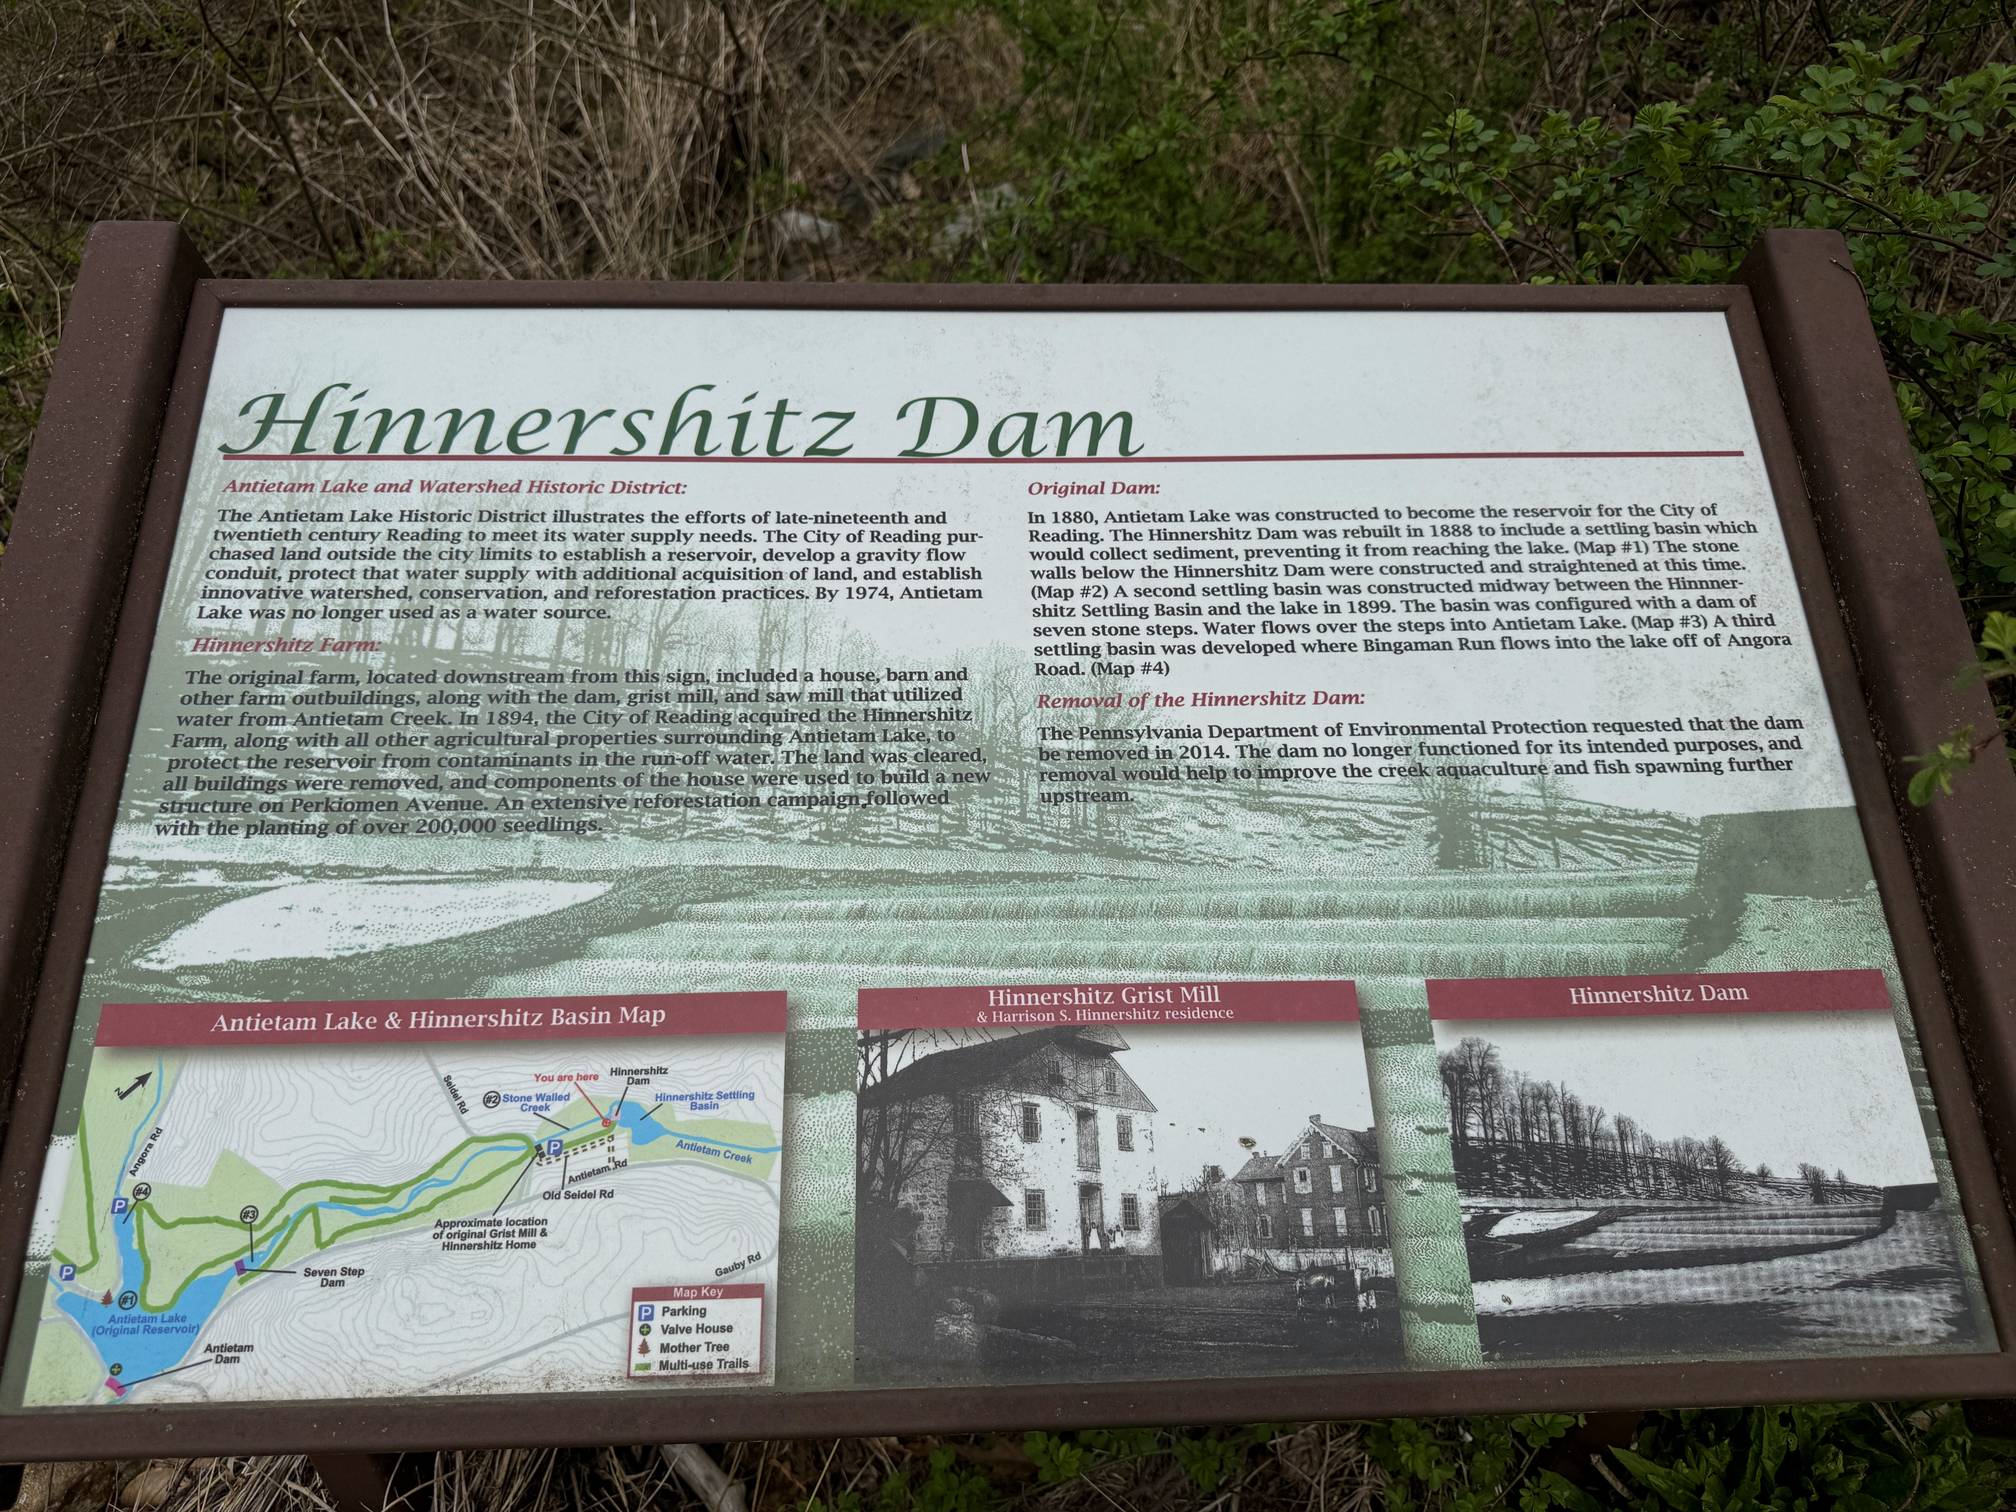 Hinnershitz Dam
Antietam Lake and Watershed Historic District:
The Antietam Lake Historic District illustrates the efforts of late-nineteenth and
twentieth century Reading to meet its water supply needs. The City of Reading pur-
chased land outside the city limits to establish a reservoir, develop a gravity flow
conduit, protect that water supply with additional acquisition of land, and establish
innovative watershed, conservation, and reforestation practices. By 1974, Antietam
Lake was no longer used as a water source.
Hinnershitz Farm:
The original farm, located downstream from this sign, included a house, barn and
other farm outbuildings, along with the dam, grist mill, and saw mill that utilized
water from Antietam Creek. In 1894, the City of Reading acquired the Hinnershitz
Farm, along with all other agricultural properties surrounding Antietam Lake, to
protect the reservoir from contaminants in the run-off water. The land was cleared,
all buildings were removed, and components of the house were used to build a new
structure on Perkiomen Avenue. An extensive reforestation campaign followed
with the planting of over 200,000 seedlings.
Original Dam:
In 1880, Antietam Lake was constructed to become the reservoir for the City of
Reading. The Hinnershitz Dam was rebuilt in 1888 to include a settling basin which
would collect sediment, preventing it from reaching the lake. (Map #1) The stone
walls below the Hinnershitz Dam were constructed and straightened at this time.
(Map #2) A second settling basin was constructed midway between the Hinnner-
shitz Settling Basin and the lake in 1899. The basin was configured with a dam of
seven stone steps. Water flows over the steps into Antietam Lake. (Map #3) A third
settling basin was developed where Bingaman Run flows into the lake off of Angora
Road. (Map #4)
Removal of the Hinnershitz Dam:
The Pennsylvania Department of Environmental Protection requested that the dam
be removed in 2014. The dam no longer functioned for its intended purposes, and
removal would help to improve the creek aquaculture and fish spawning further
upstream.
Antietam Lake & Hinnershitz Basin Map
N
Angora Rd
Seidel Rd
You are here
Hinnershitz
Dam
#2 Stone Walled
Creek
Hinnershitz Settling
Basin
Antietam Creek
P
Antietam Rd
Old Seidel Rd
#4
P
#3
Approximate location
of original Grist Mill &
Hinnershitz Home
Seven Step
Dam
Gauby Rd
P
#1
Antietam Lake
(Original Reservoir)
Antietam
Dam
Map Key
P Parking
Valve House
Mother Tree
Multi-use Trails
Hinnershitz Grist Mill
& Harrison S. Hinnershitz residence
Hinnershitz Dam